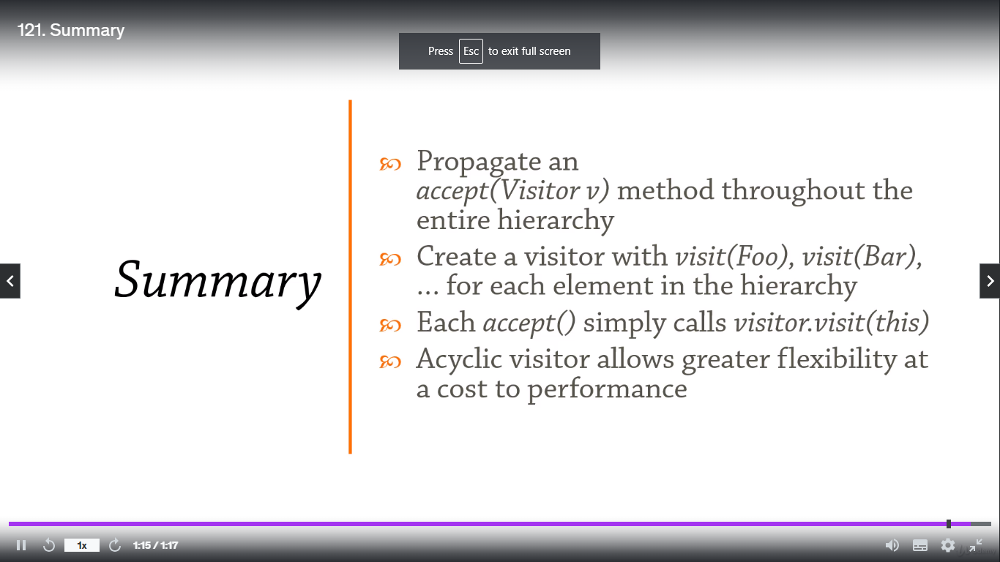 121. Summary
Press Esc to exit full screen
Summary
Propagate an
accept(Visitor v) method throughout the
entire hierarchy
Create a visitor with visit(Foo), visit(Bar),
... for each element in the hierarchy
Each accept() simply calls visitor.visit(this)
Acyclic visitor allows greater flexibility at
a cost to performance
1x
1:15 / 1:17